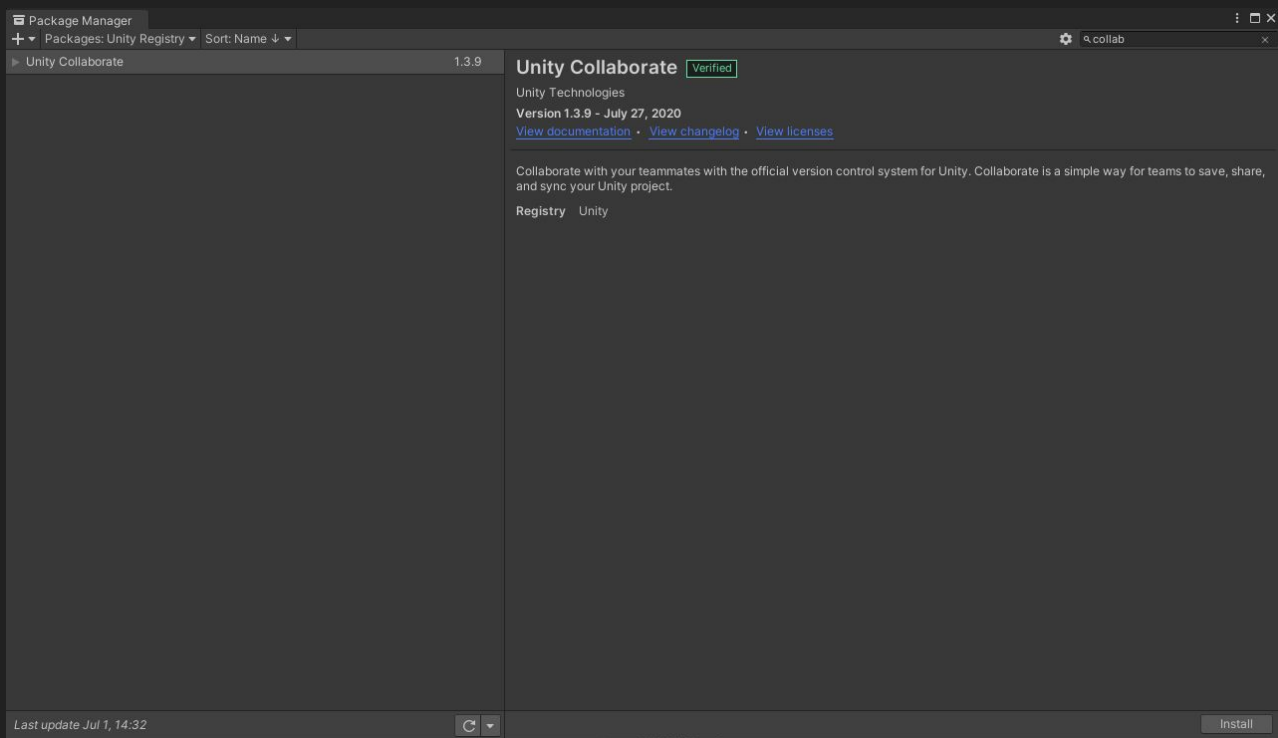 Package Manager
Packages: Unity Registry Sort: Name ↓ collab
Unity Collaborate 1.3.9
Unity Collaborate Verified
Unity Technologies
Version 1.3.9 - July 27, 2020
View documentation • View changelog • View licenses
Collaborate with your teammates with the official version control system for Unity. Collaborate is a simple way for teams to save, share,
and sync your Unity project.
Registry Unity
Last update Jul 1, 14:32
Install